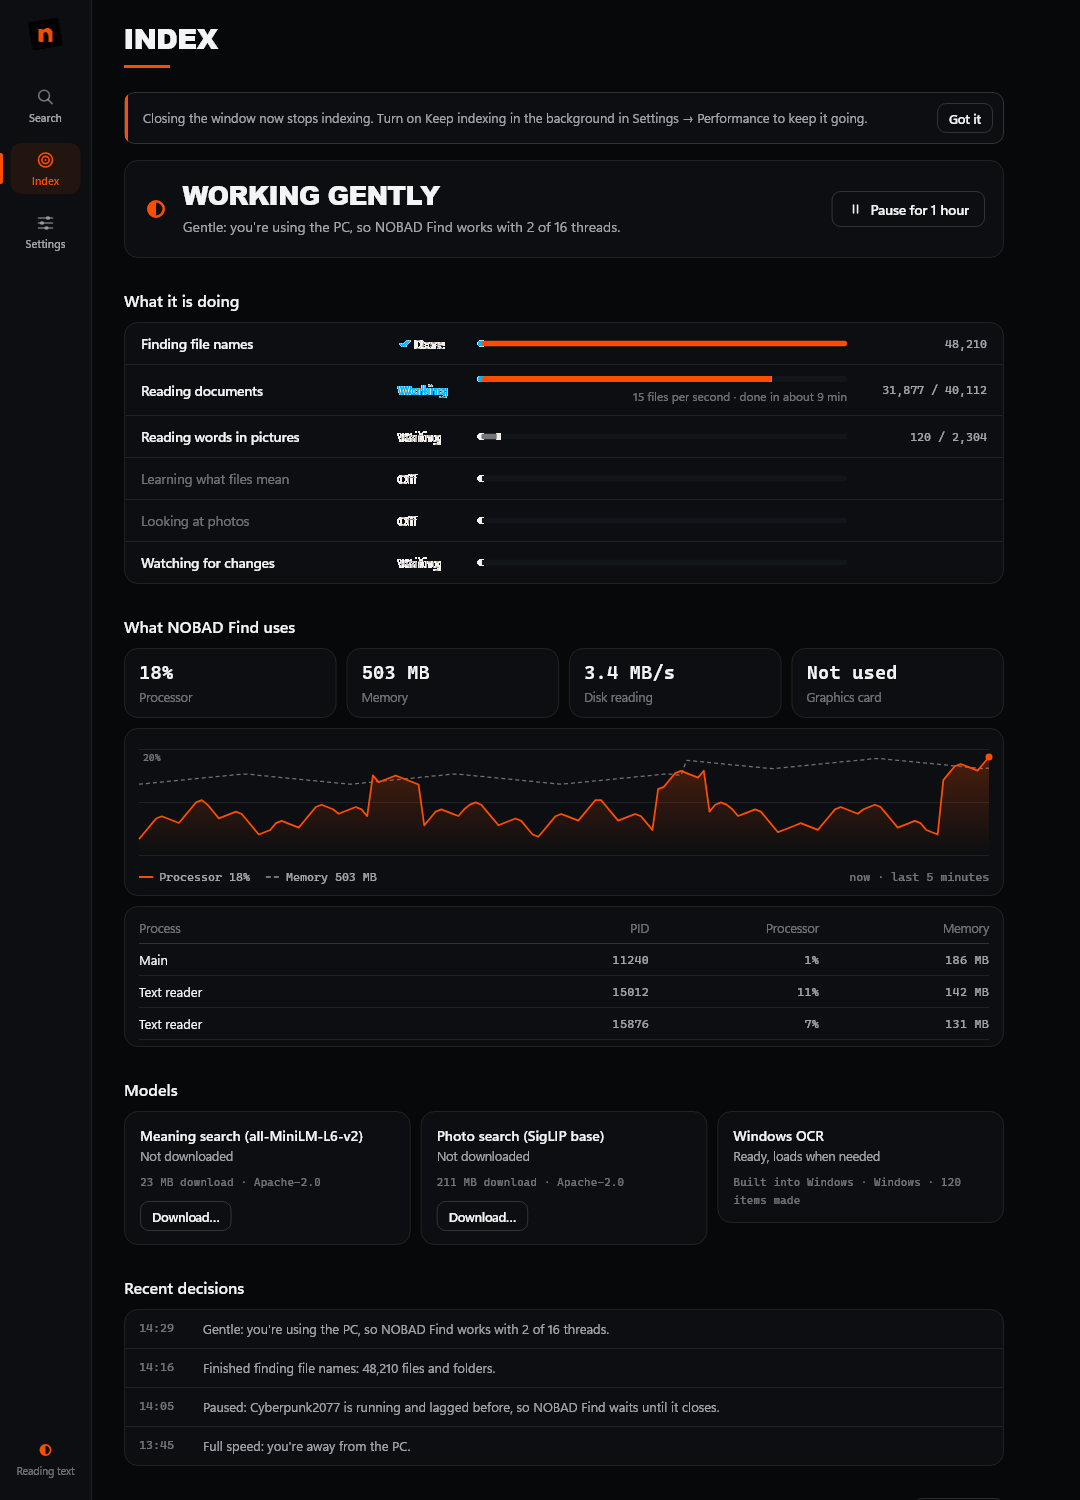 n
INDEX
Search
Index
Settings
Closing the window now stops indexing. Turn on Keep indexing in the background in Settings → Performance to keep it going.
Got it
WORKING GENTLY
Gentle: you're using the PC, so NOBAD Find works with 2 of 16 threads.
Pause for 1 hour
What it is doing
Finding file names 48,210
Reading documents Working 31,877 / 40,112
15 files per second · done in about 9 min
Reading words in pictures 120 / 2,304
Learning what files mean Off
Looking at photos Off
Watching for changes
What NOBAD Find uses
18% 503 MB 3.4 MB/s Not used
Processor Memory Disk reading Graphics card
20%
Processor 18% Memory 503 MB now · last 5 minutes
Process PID Processor Memory
Main 11240 1% 186 MB
Text reader 15012 11% 142 MB
Text reader 15876 7% 131 MB
Models
Meaning search (all-MiniLM-L6-v2)
Not downloaded
23 MB download · Apache-2.0
Download...
Photo search (SigLIP base)
Not downloaded
211 MB download · Apache-2.0
Download...
Windows OCR
Ready, loads when needed
Built into Windows · Windows · 120
items made
Recent decisions
14:29 Gentle: you're using the PC, so NOBAD Find works with 2 of 16 threads.
14:16 Finished finding file names: 48,210 files and folders.
14:05 Paused: Cyberpunk2077 is running and lagged before, so NOBAD Find waits until it closes.
13:45 Full speed: you're away from the PC.
Reading text